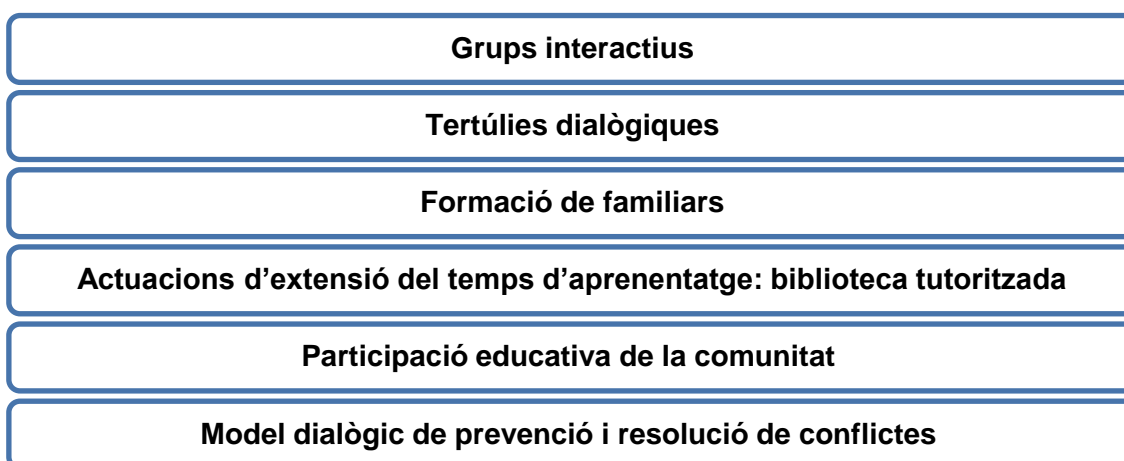 Grups interactius
Tertúlies dialògiques
Formació de familiars
Actuacions d’extensió del temps d’aprenentatge: biblioteca tutoritzada
Participació educativa de la comunitat
Model dialògic de prevenció i resolució de conflictes